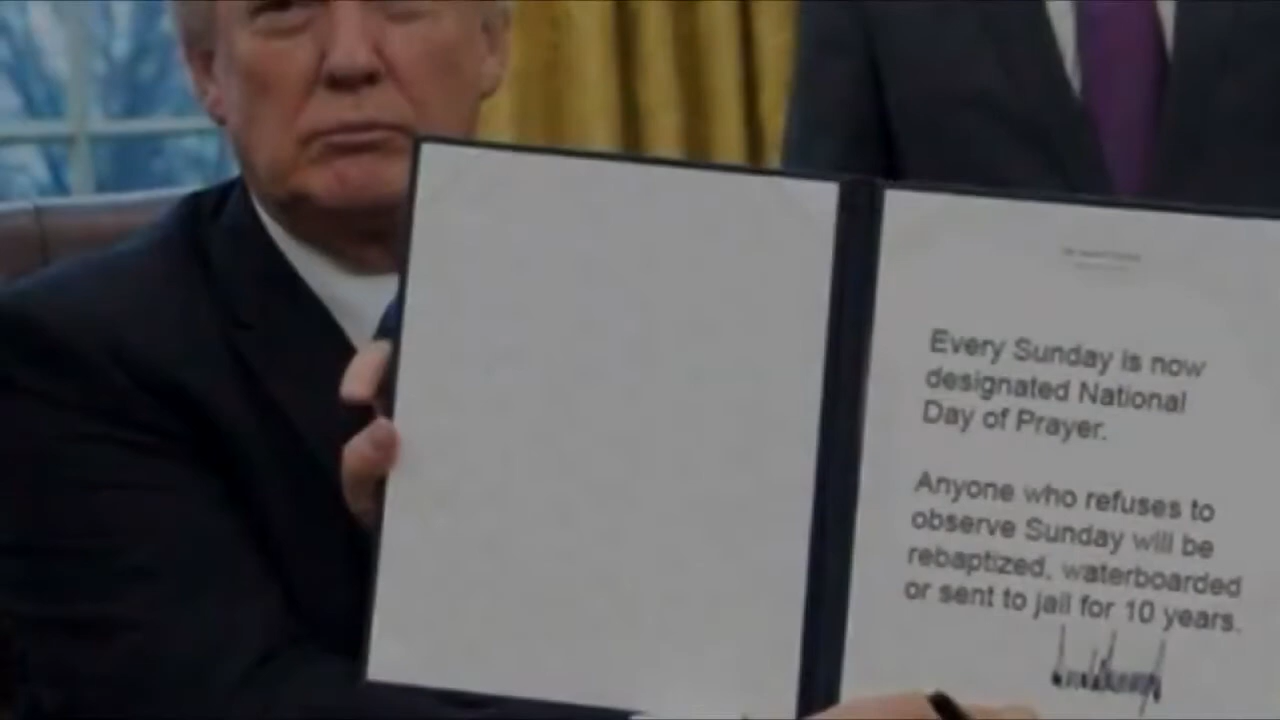 Every Sunday is now
designated National
Day of Prayer.
Anyone who refuses to
observe Sunday will be
rebaptized, waterboarded
or sent to jail for 10 years.